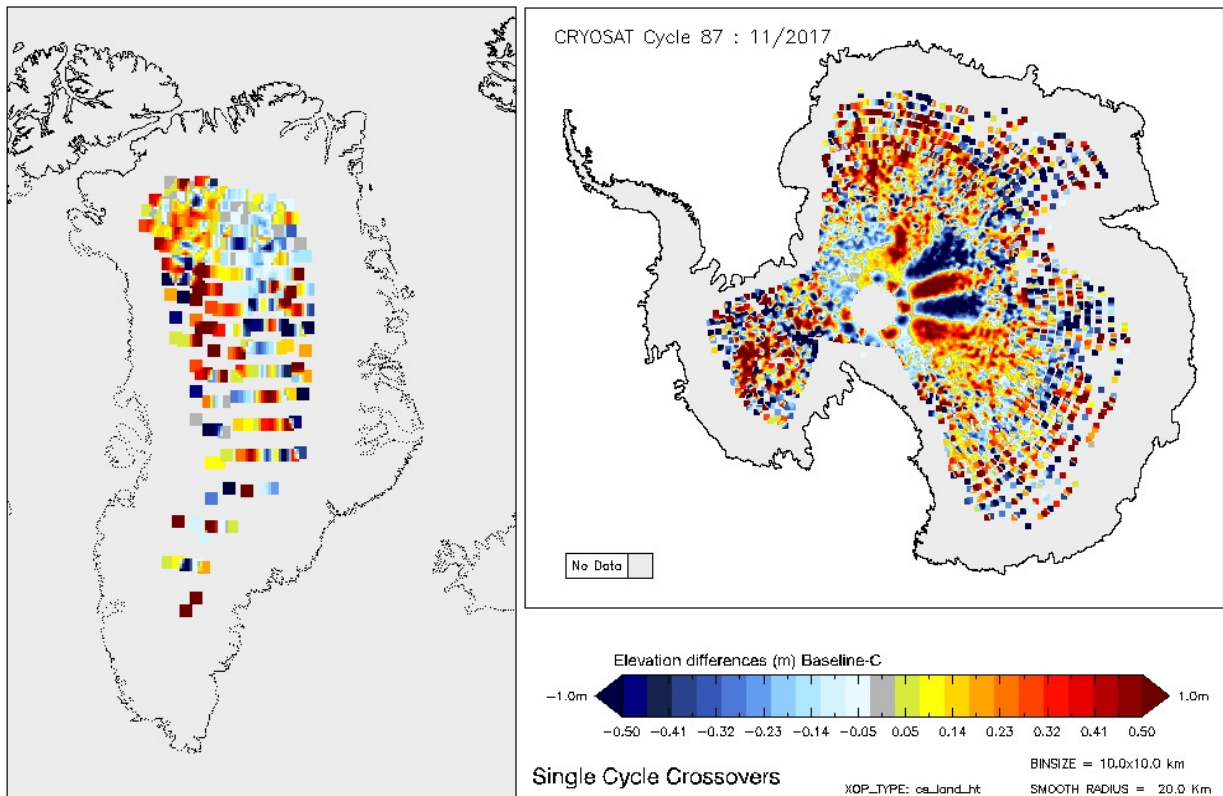 CRYOSAT Cycle 87 : 11/2017
No Data
Elevation differences (m) Baseline-C
-1.0m 1.0m
-0.50 -0.41 -0.32 -0.23 -0.14 -0.05 0.05 0.14 0.23 0.32 0.41 0.50
BINSIZE = 10.0x10.0 km
Single Cycle Crossovers
XOP_TYPE: cs_land_ht SMOOTH RADIUS = 20.0 Km